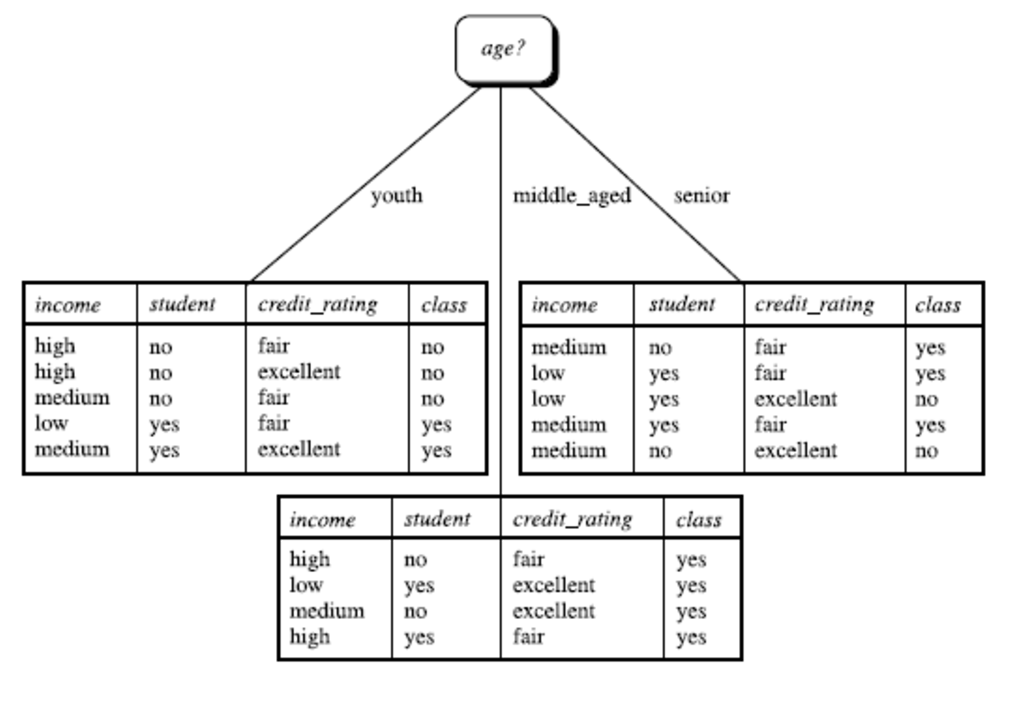 age?
youth middle_aged senior
income student credit_rating class
high no fair no
high no excellent no
medium no fair no
low yes fair yes
medium yes excellent yes
income student credit_rating class
medium no fair yes
low yes fair yes
low yes excellent no
medium yes fair yes
medium no excellent no
income student credit_rating class
high no fair yes
low yes excellent yes
medium no excellent yes
high yes fair yes